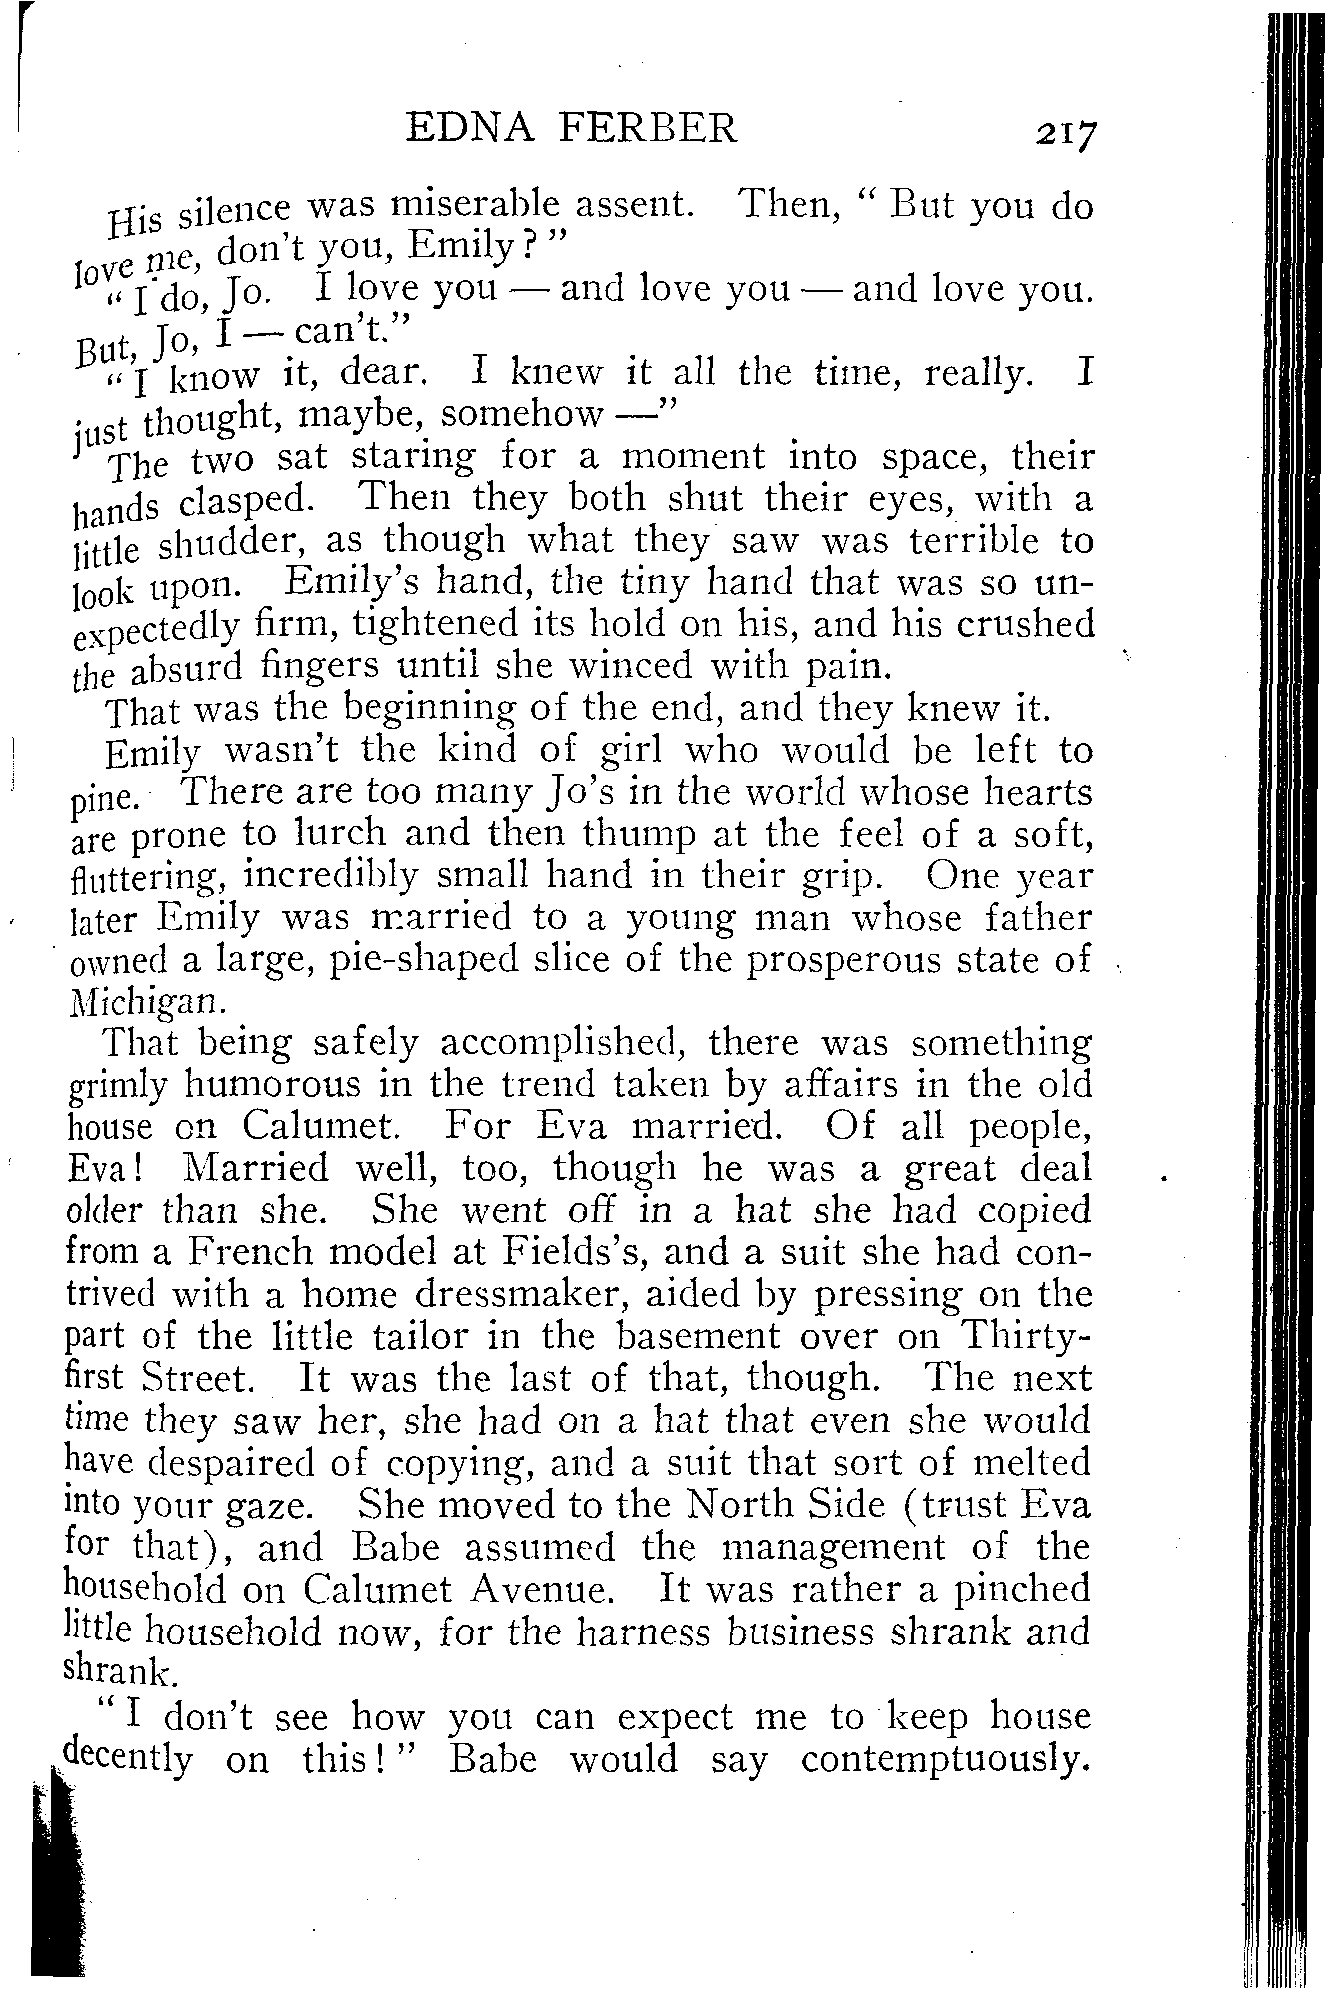 EDNA FERBER 217
His silence was miserable assent. Then, “ But you do
love me, don't you, Emily? ”
“ I do, Jo. I love you — and love you — and love you.
But, Jo, I — can't.”
“ I know it, dear. I knew it all the time, really. I
just thought, maybe, somehow —”
The two sat staring for a moment into space, their
hands clasped. Then they both shut their eyes, with a
little shudder, as though what they saw was terrible to
look upon. Emily's hand, the tiny hand that was so un-
expectedly firm, tightened its hold on his, and his crushed
the absurd fingers until she winced with pain.
That was the beginning of the end, and they knew it.
Emily wasn't the kind of girl who would be left to
pine. There are too many Jo's in the world whose hearts
are prone to lurch and then thump at the feel of a soft,
fluttering, incredibly small hand in their grip. One year
later Emily was married to a young man whose father
owned a large, pie-shaped slice of the prosperous state of
Michigan.
That being safely accomplished, there was something
grimly humorous in the trend taken by affairs in the old
house on Calumet. For Eva married. Of all people,
Eva! Married well, too, though he was a great deal
older than she. She went off in a hat she had copied
from a French model at Fields's, and a suit she had con-
trived with a home dressmaker, aided by pressing on the
part of the little tailor in the basement over on Thirty-
first Street. It was the last of that, though. The next
time they saw her, she had on a hat that even she would
have despaired of copying, and a suit that sort of melted
into your gaze. She moved to the North Side (trust Eva
for that), and Babe assumed the management of the
household on Calumet Avenue. It was rather a pinched
little household now, for the harness business shrank and
shrank.
“ I don't see how you can expect me to keep house
decently on this! ” Babe would say contemptuously.